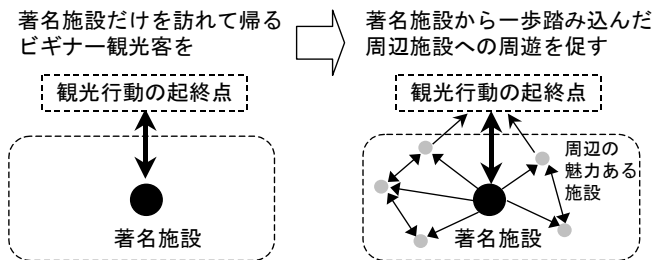 著名施設だけを訪れて帰る
ビギナー観光客を
観光行動の起終点
著名施設
著名施設から一歩踏み込んだ
周辺施設への周遊を促す
観光行動の起終点
周辺の
魅力ある
施設
著名施設